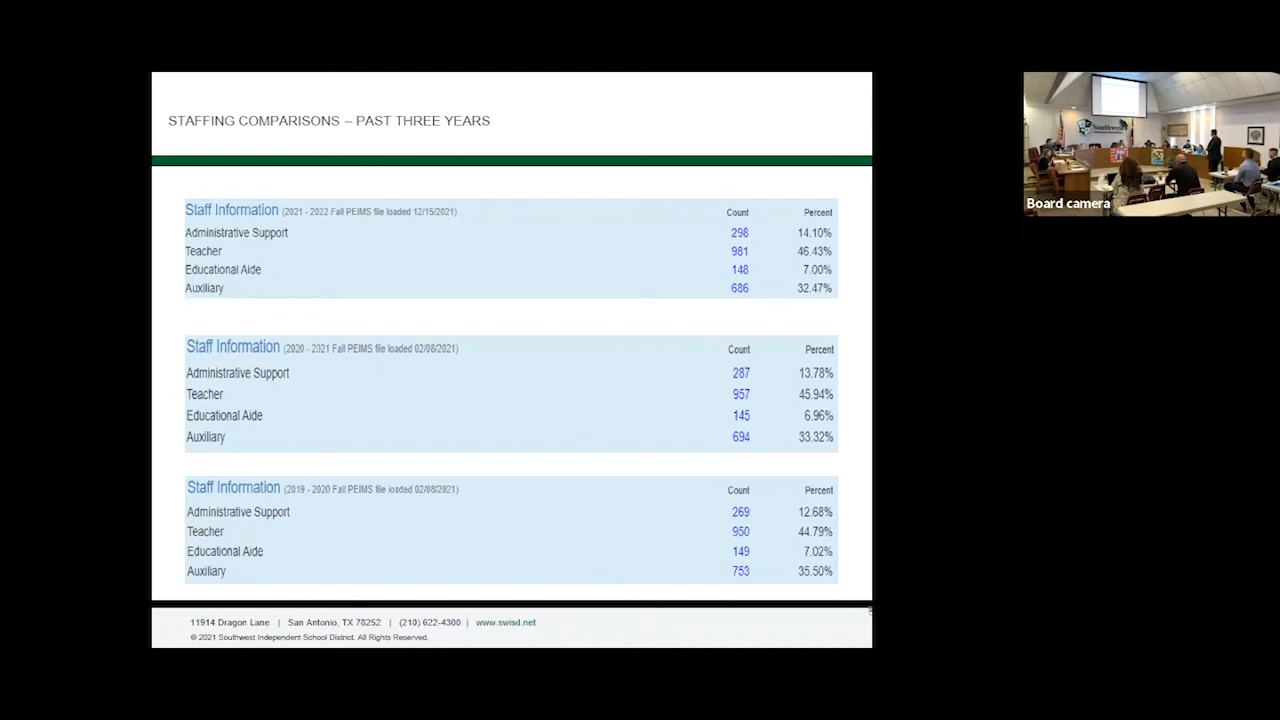 STAFFING COMPARISONS – PAST THREE YEARS
Staff Information (2021 - 2022 Fall PEIMS file loaded 12/15/2021) Count Percent
Administrative Support 298 14.10%
Teacher 981 46.43%
Educational Aide 148 7.00%
Auxiliary 686 32.47%
Staff Information (2020 - 2021 Fall PEIMS file loaded 02/08/2021) Count Percent
Administrative Support 287 13.78%
Teacher 957 45.94%
Educational Aide 145 6.96%
Auxiliary 694 33.32%
Staff Information (2019 - 2020 Fall PEIMS file loaded 02/08/2021) Count Percent
Administrative Support 269 12.68%
Teacher 950 44.79%
Educational Aide 149 7.02%
Auxiliary 753 35.50%
11914 Dragon Lane | San Antonio, TX 78252 | (210) 622-4300 | www.swisd.net
© 2021 Southwest Independent School District. All Rights Reserved.
Southwest
Board camera